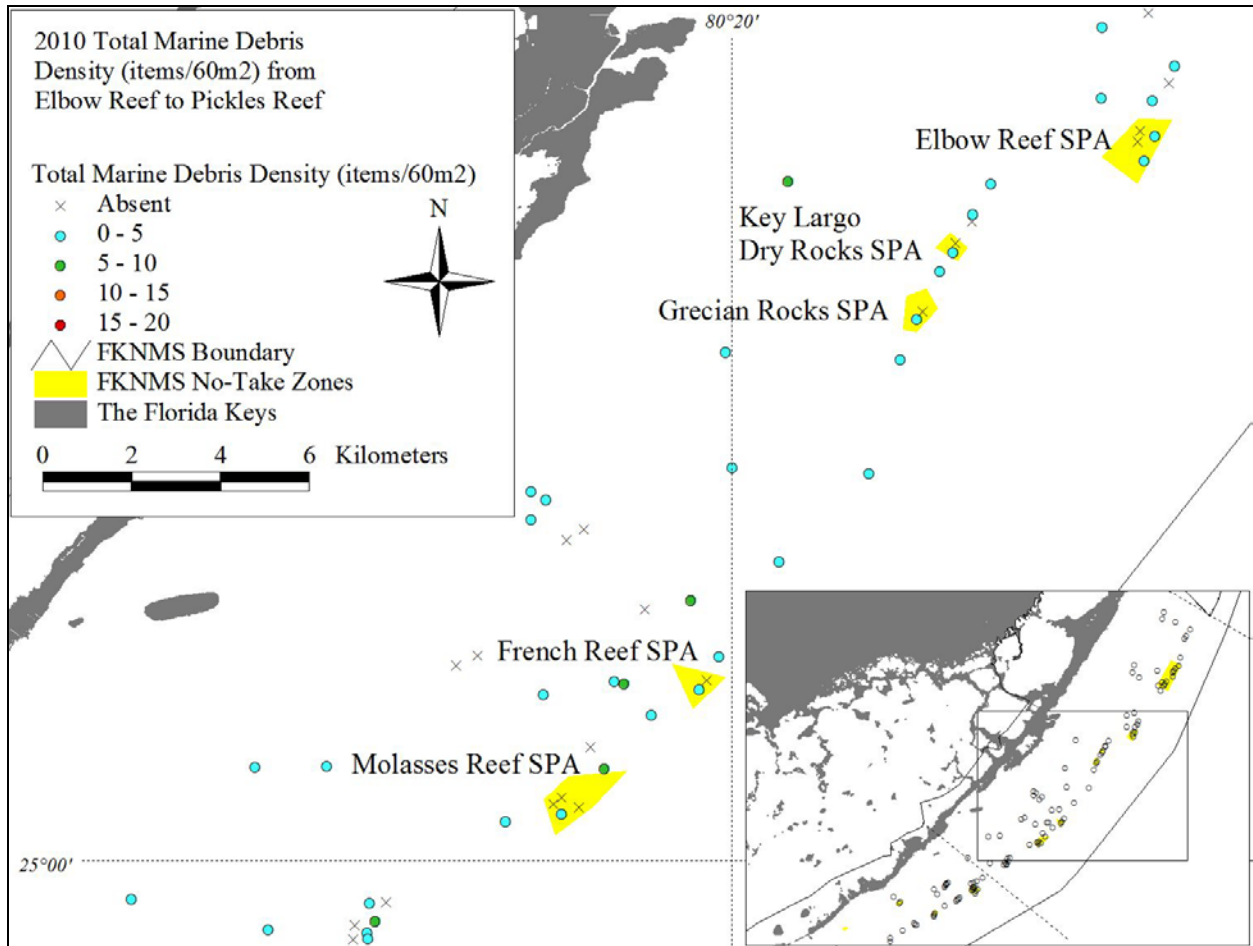 2010 Total Marine Debris
Density (items/60m2) from
Elbow Reef to Pickles Reef
Total Marine Debris Density (items/60m2)
Absent
0 - 5
5 - 10
10 - 15
15 - 20
FKNMS Boundary
FKNMS No-Take Zones
The Florida Keys
0 2 4 6 Kilometers
N
80°20'
Elbow Reef SPA
Key Largo
Dry Rocks SPA
Grecian Rocks SPA
French Reef SPA
Molasses Reef SPA
25°00'